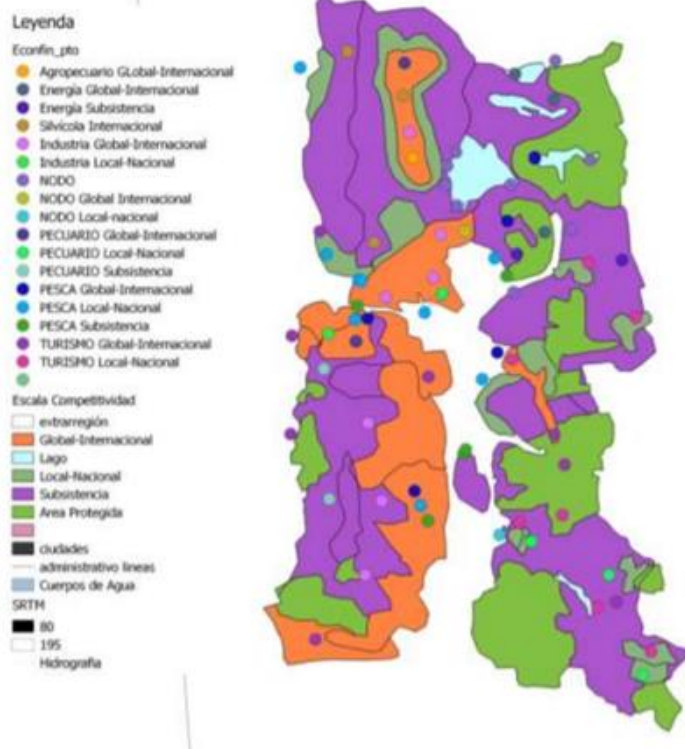 Leyenda
Econfin_pto
Agropecuario GLobal-Internacional
Energía Global-Internacional
Energía Subsistencia
Silvícola Internacional
Industria Global-Internacional
Industria Local-Nacional
NODO
NODO Global Internacional
NODO Local-nacional
PECUARIO Global-Internacional
PECUARIO Local-Nacional
PECUARIO Subsistencia
PESCA Global-Internacional
PESCA Local-Nacional
PESCA Subsistencia
TURISMO Global-Internacional
TURISMO Local-Nacional
Escala Competitividad
extrarregión
Global-Internacional
Lago
Local-Nacional
Subsistencia
Area Protegida
ciudades
administrativo lineas
Cuerpos de Agua
SRTM
80
195
Hidrografia